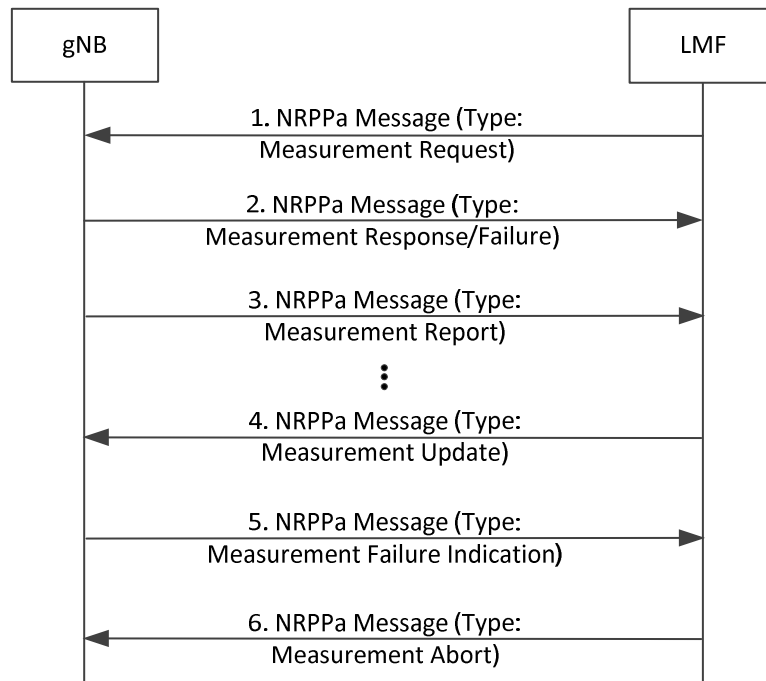 gNB
LMF
1. NRPPa Message (Type:
Measurement Request)
2. NRPPa Message (Type:
Measurement Response/Failure)
3. NRPPa Message (Type:
Measurement Report)
4. NRPPa Message (Type:
Measurement Update)
5. NRPPa Message (Type:
Measurement Failure Indication)
6. NRPPa Message (Type:
Measurement Abort)